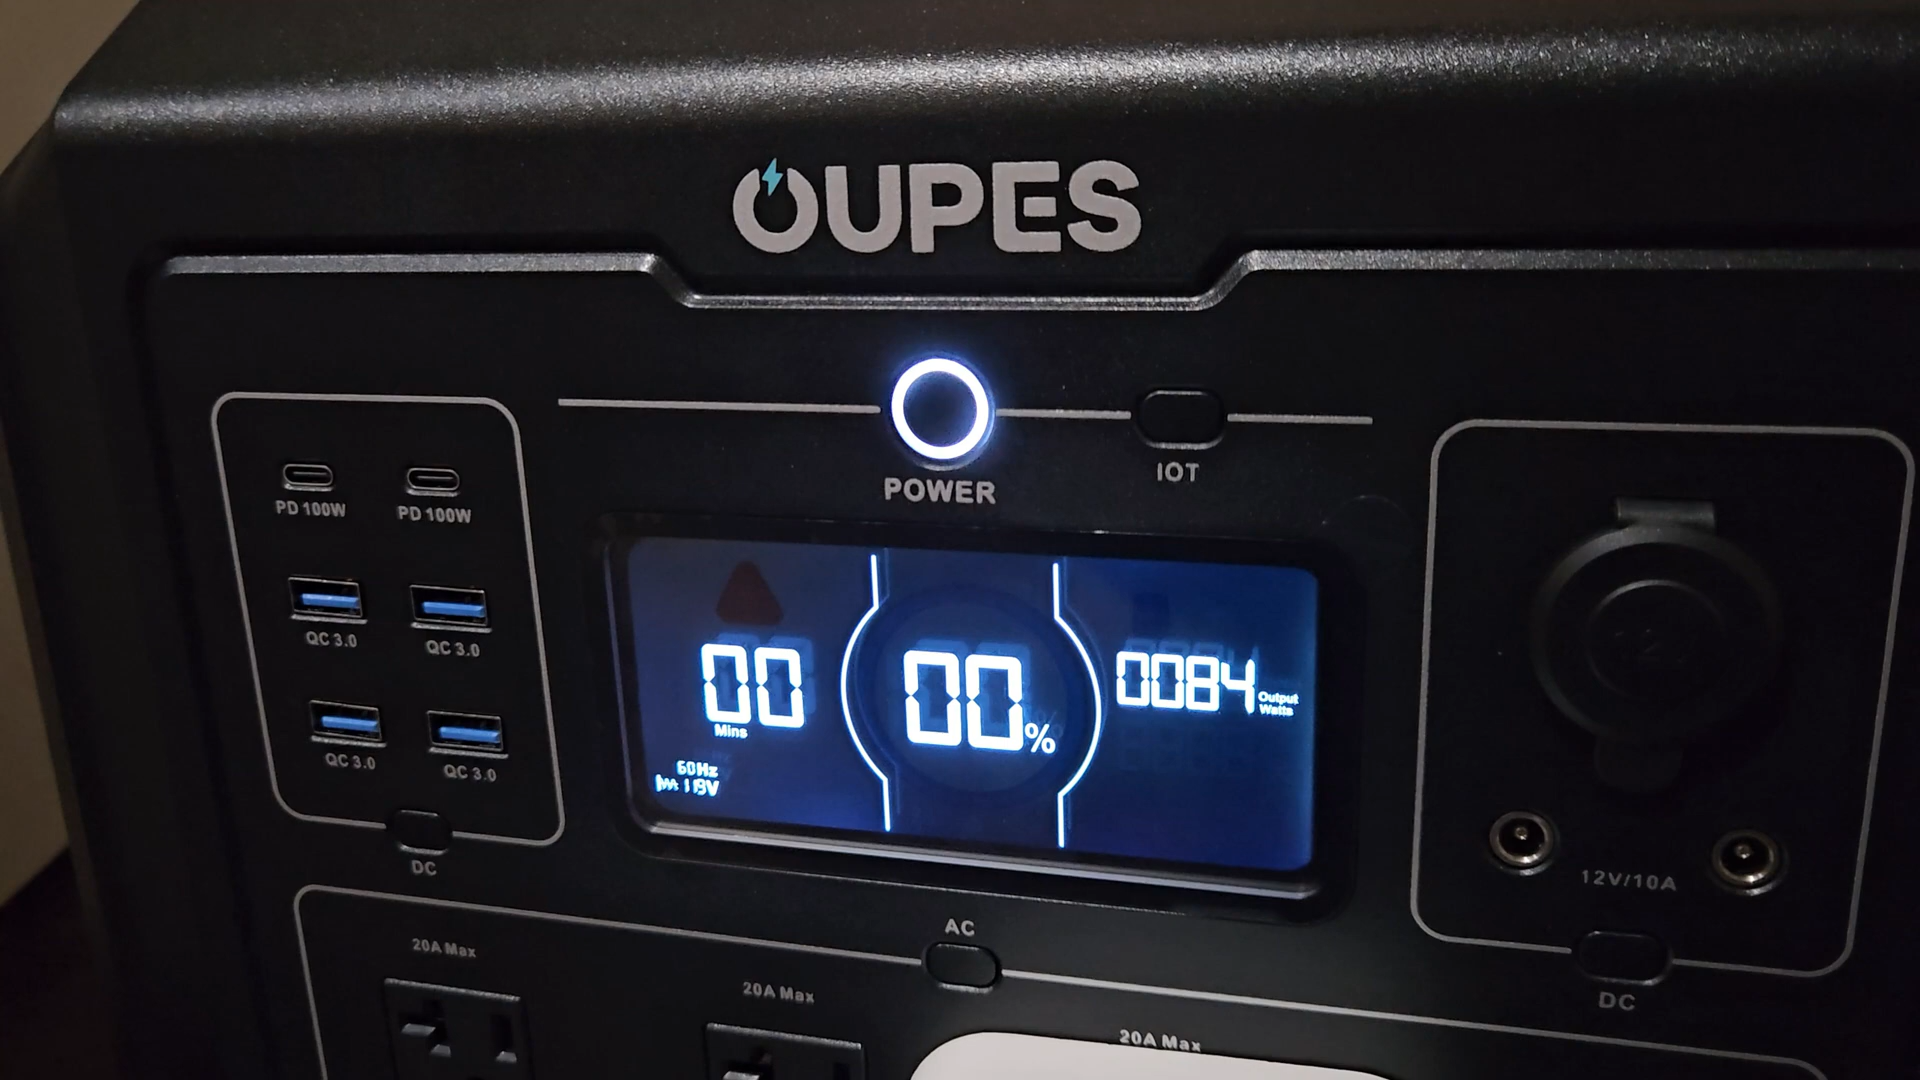 OUPES
POWER
IOT
PD 100W
PD 100W
QC 3.0
QC 3.0
QC 3.0
QC 3.0
DC
00
Mins
60Hz
119V
00%
0084
Output
Watts
12V/10A
DC
AC
20A Max
20A Max
20A Max